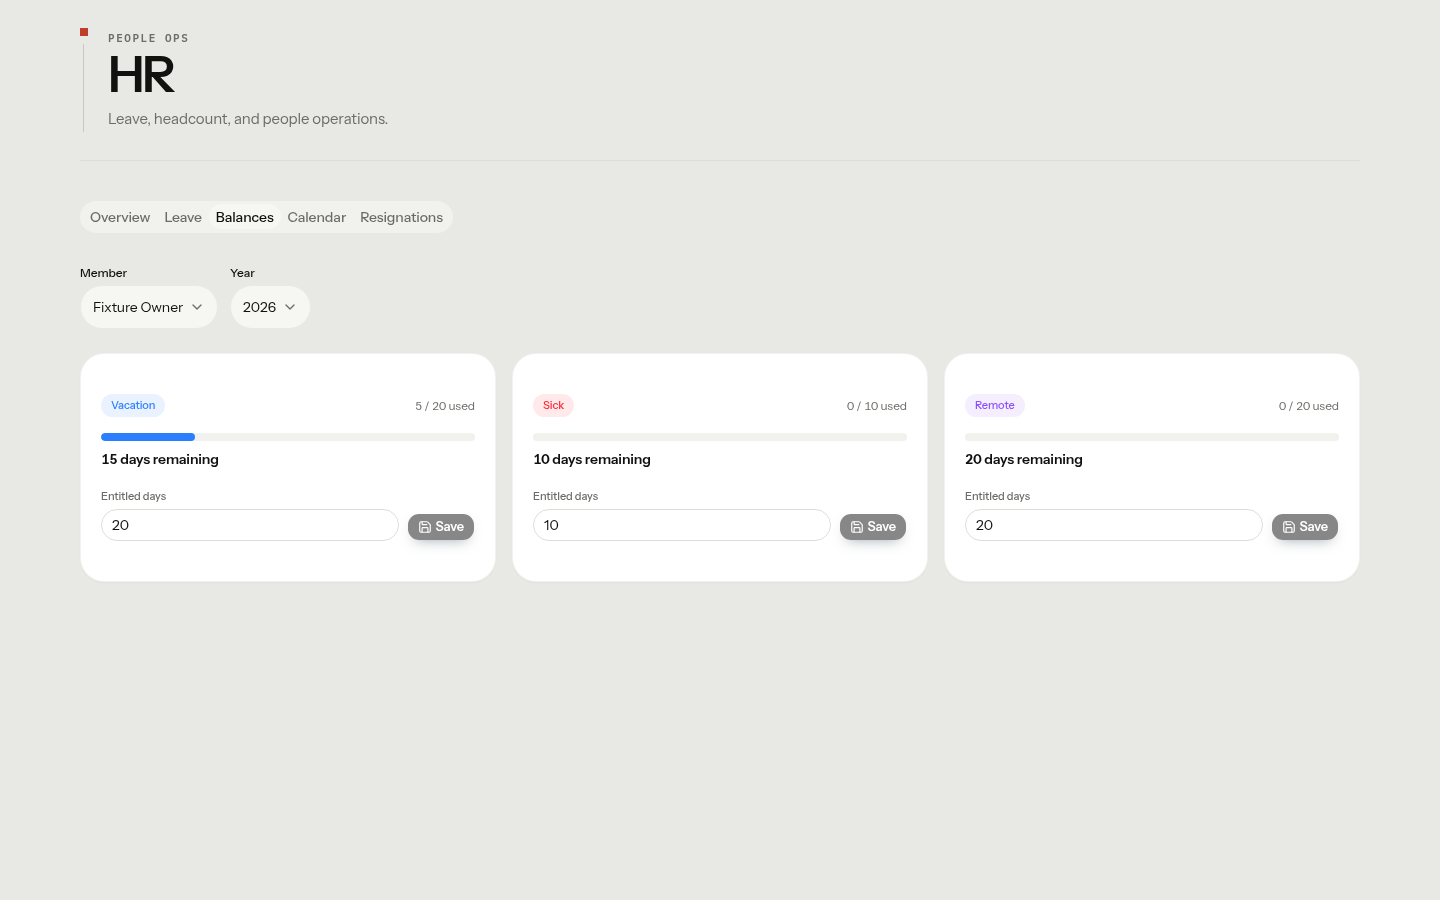 PEOPLE OPS
HR
Leave, headcount, and people operations.
Overview Leave Balances Calendar Resignations
Member Year
Fixture Owner 2026
Vacation 5 / 20 used
15 days remaining
Entitled days
20 Save
Sick 0 / 10 used
10 days remaining
Entitled days
10 Save
Remote 0 / 20 used
20 days remaining
Entitled days
20 Save